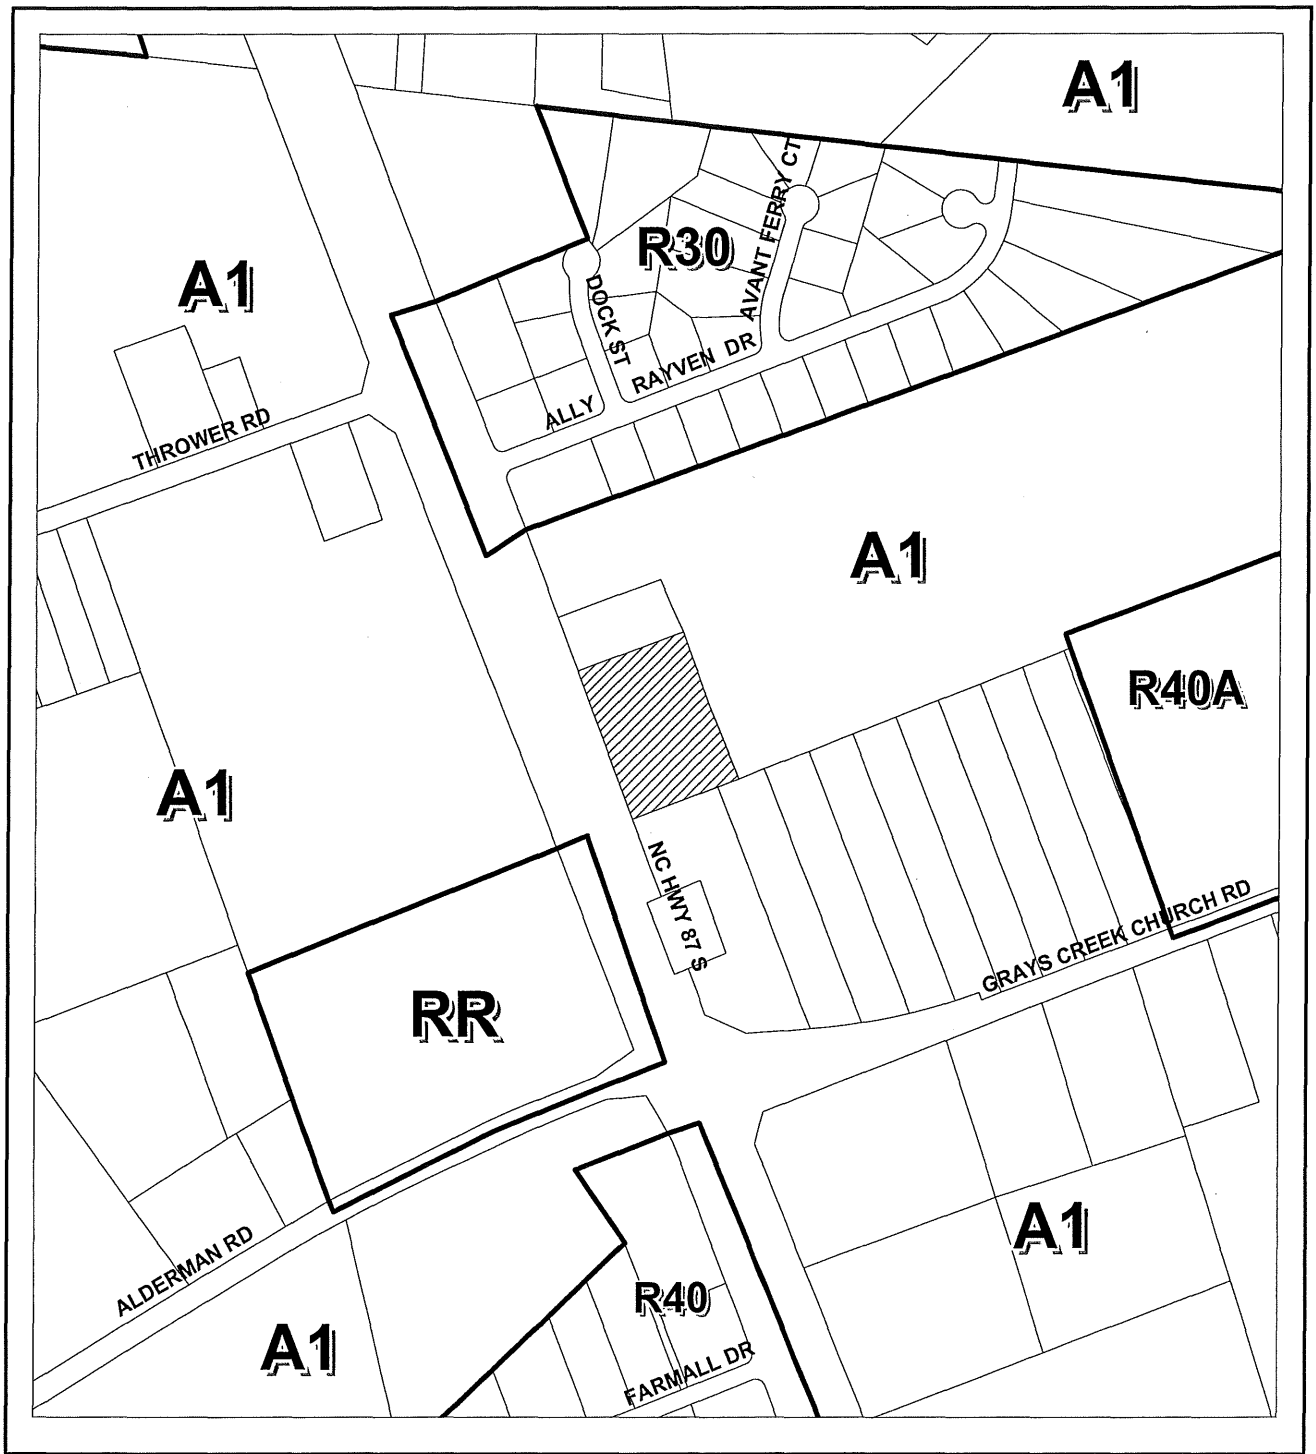 A1
AVANT FERRY CT
R30
A1
DOCK ST
RAYVEN DR
ALLY
THROWER RD
A1
R40A
A1
NC HWY 87 S
GRAYS CREEK CHURCH RD
RR
A1
ALDERMAN RD
R40
A1
FARMALL DR